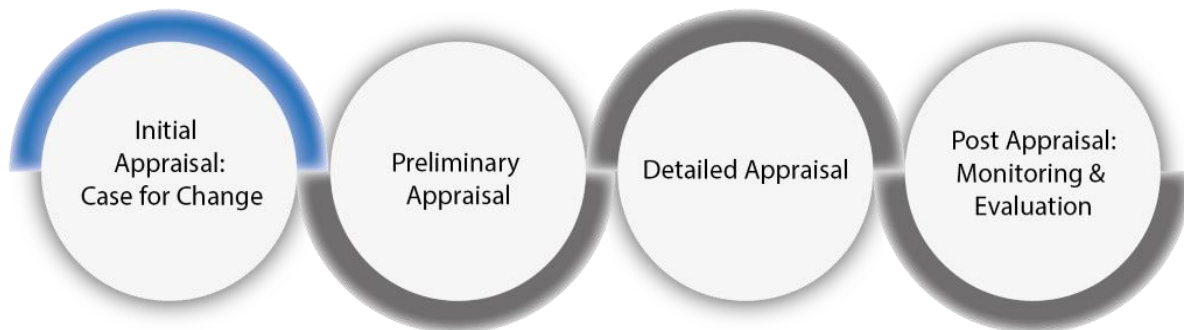 Initial
Appraisal:
Case for Change
Preliminary
Appraisal
Detailed Appraisal
Post Appraisal:
Monitoring &
Evaluation